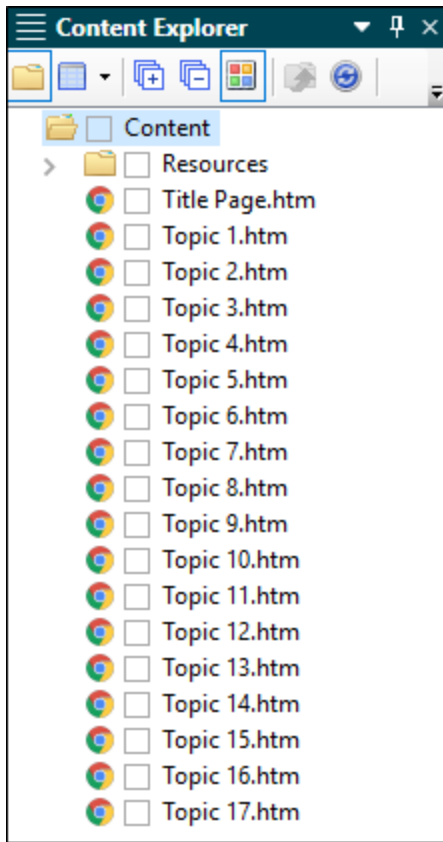 Content Explorer
Content
Resources
Title Page.htm
Topic 1.htm
Topic 2.htm
Topic 3.htm
Topic 4.htm
Topic 5.htm
Topic 6.htm
Topic 7.htm
Topic 8.htm
Topic 9.htm
Topic 10.htm
Topic 11.htm
Topic 12.htm
Topic 13.htm
Topic 14.htm
Topic 15.htm
Topic 16.htm
Topic 17.htm